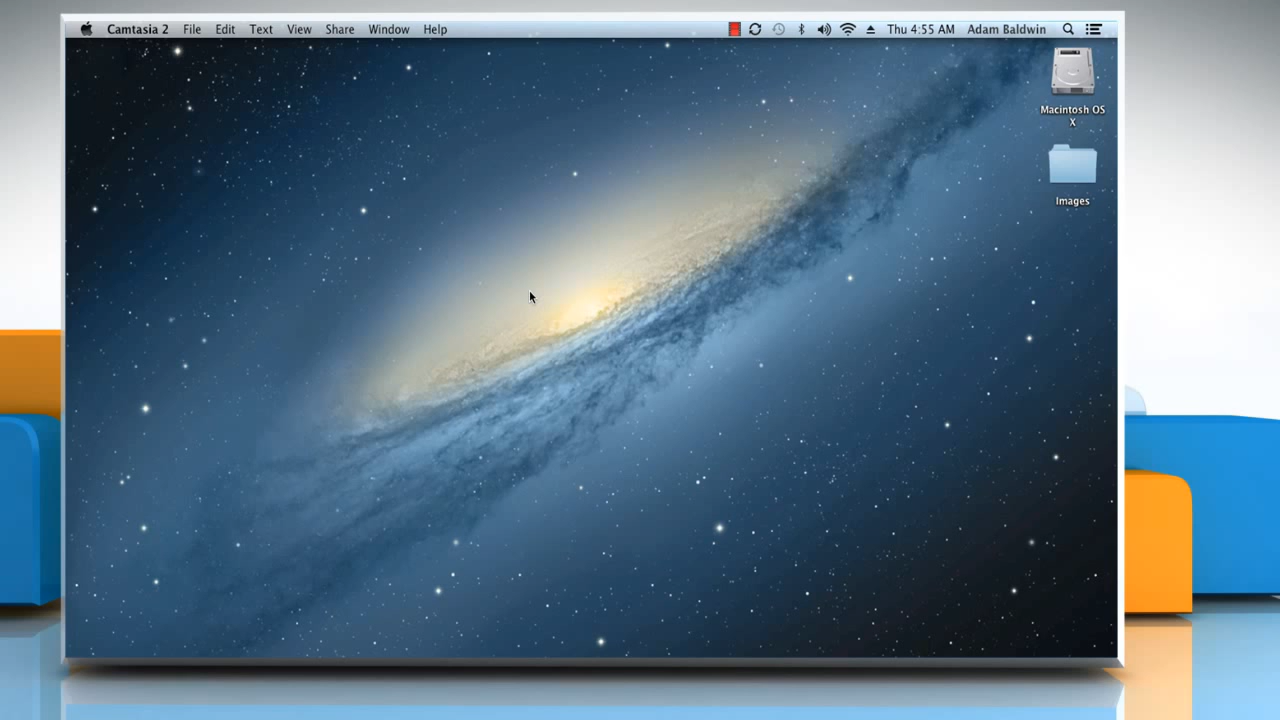 Camtasia 2 File Edit Text View Share Window Help Thu 4:55 AM Adam Baldwin
Macintosh OS
X
Images